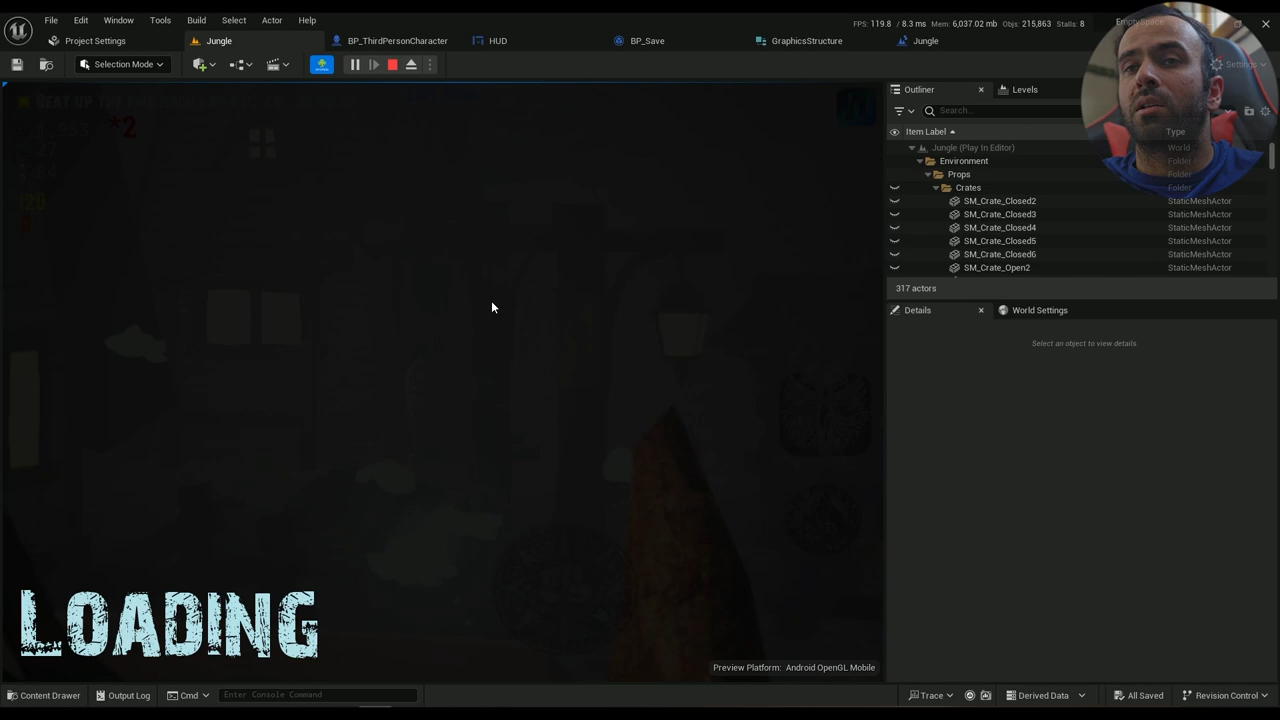 File Edit Window Tools Build Select Actor Help
FPS: 119.8 / 8.3 ms Mem: 6,037.02 mb Objs: 215,863 Stalls: 8
EmptySpace
Project Settings Jungle BP_ThirdPersonCharacter HUD BP_Save GraphicsStructure Jungle
Selection Mode
Settings
*2
LOADING
Preview Platform: Android OpenGL Mobile
Outliner Levels
Search...
Item Label Type
Jungle (Play In Editor) World
Environment Folder
Props Folder
Crates Folder
SM_Crate_Closed2 StaticMeshActor
SM_Crate_Closed3 StaticMeshActor
SM_Crate_Closed4 StaticMeshActor
SM_Crate_Closed5 StaticMeshActor
SM_Crate_Closed6 StaticMeshActor
SM_Crate_Open2 StaticMeshActor
317 actors
Details World Settings
Select an object to view details.
Content Drawer Output Log Cmd Enter Console Command
Trace Derived Data All Saved Revision Control